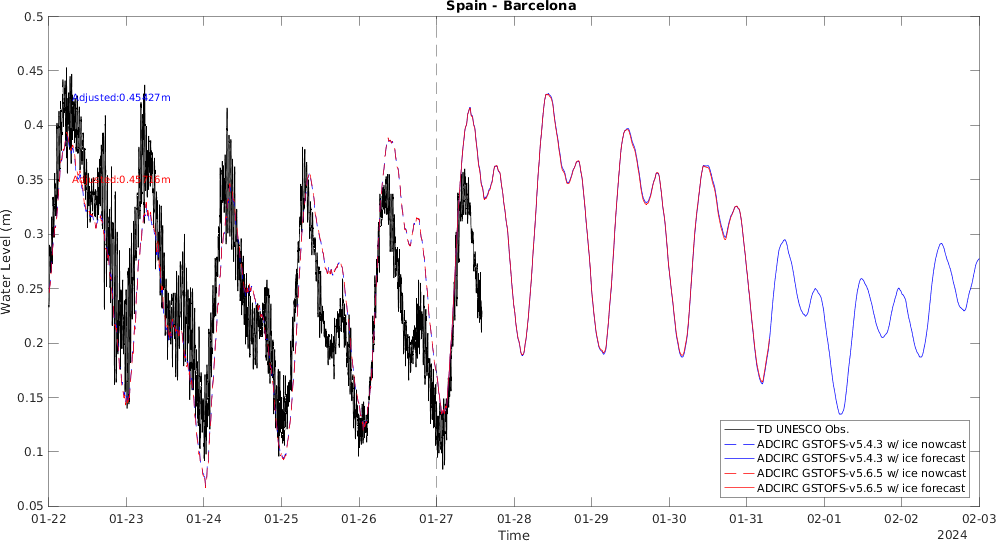 Spain - Barcelona
0.5
0.45
0.4
0.35
0.3
0.25
0.2
0.15
0.1
0.05
Water Level (m)
Adjusted:0.45427m
TD UNESCO Obs.
ADCIRC GSTOFS-v5.4.3 w/ ice nowcast
ADCIRC GSTOFS-v5.4.3 w/ ice forecast
ADCIRC GSTOFS-v5.6.5 w/ ice nowcast
ADCIRC GSTOFS-v5.6.5 w/ ice forecast
01-22 01-23 01-24 01-25 01-26 01-27 01-28 01-29 01-30 01-31 02-01 02-02 02-03
Time
2024